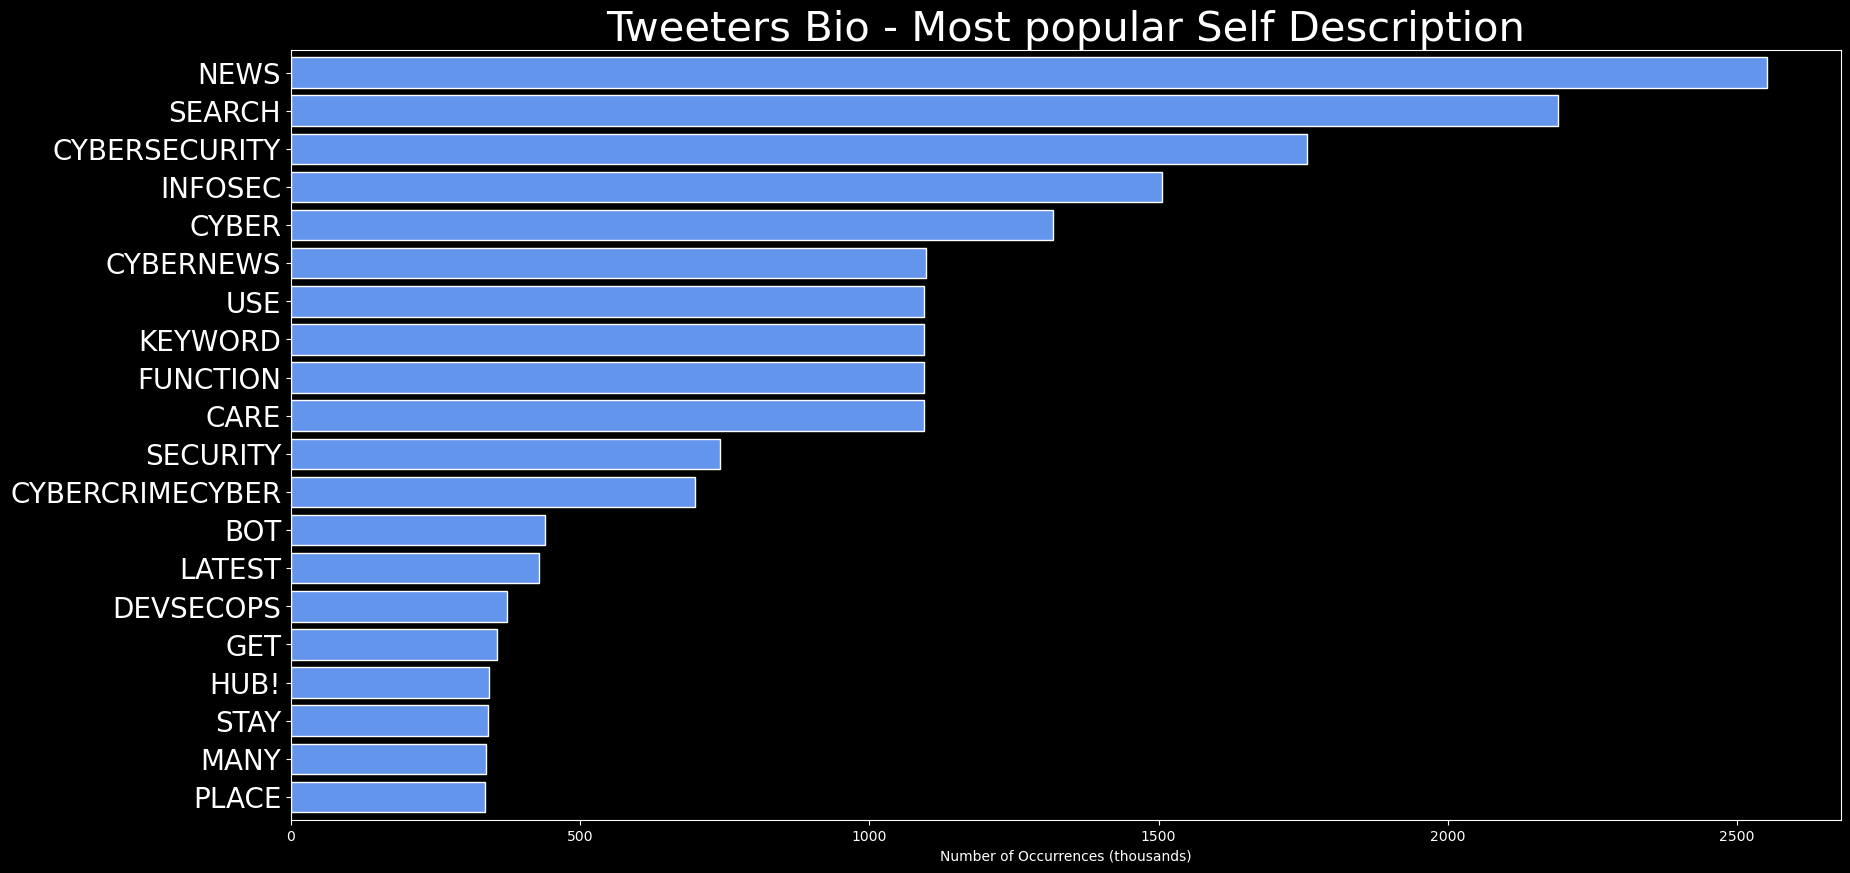 Tweeters Bio - Most popular Self Description
NEWS
SEARCH
CYBERSECURITY
INFOSEC
CYBER
CYBERNEWS
USE
KEYWORD
FUNCTION
CARE
SECURITY
CYBERCRIMECYBER
BOT
LATEST
DEVSECOPS
GET
HUB!
STAY
MANY
PLACE
0 500 1000 1500 2000 2500
Number of Occurrences (thousands)